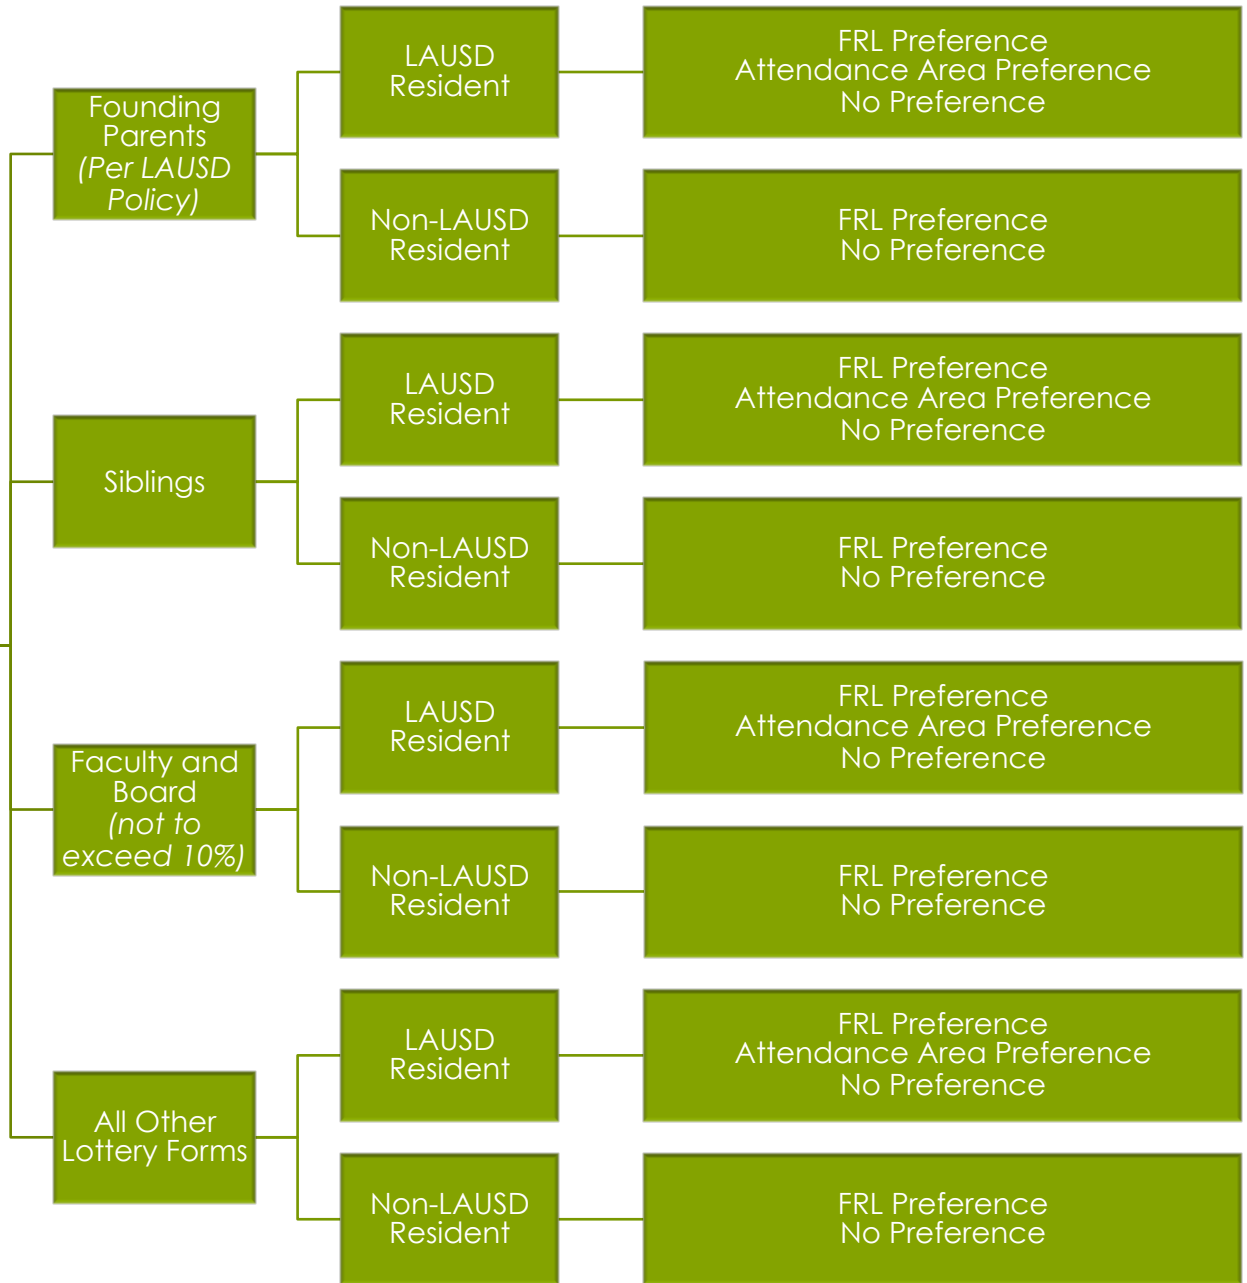 Founding
Parents
(Per LAUSD
Policy)
LAUSD
Resident
FRL Preference
Attendance Area Preference
No Preference
Non-LAUSD
Resident
FRL Preference
No Preference
Siblings
LAUSD
Resident
FRL Preference
Attendance Area Preference
No Preference
Non-LAUSD
Resident
FRL Preference
No Preference
Faculty and
Board
(not to
exceed 10%)
LAUSD
Resident
FRL Preference
Attendance Area Preference
No Preference
Non-LAUSD
Resident
FRL Preference
No Preference
All Other
Lottery Forms
LAUSD
Resident
FRL Preference
Attendance Area Preference
No Preference
Non-LAUSD
Resident
FRL Preference
No Preference